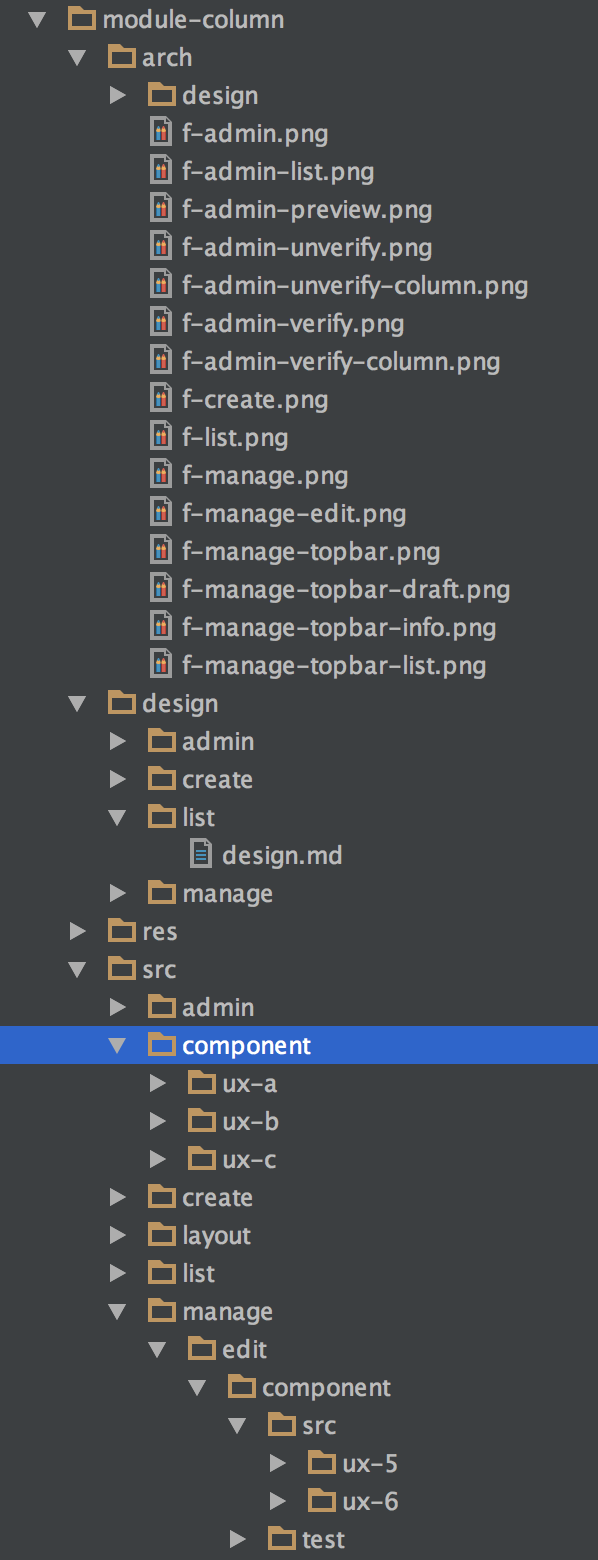 module-column
arch
design
f-admin.png
f-admin-list.png
f-admin-preview.png
f-admin-unverify.png
f-admin-unverify-column.png
f-admin-verify.png
f-admin-verify-column.png
f-create.png
f-list.png
f-manage.png
f-manage-edit.png
f-manage-topbar.png
f-manage-topbar-draft.png
f-manage-topbar-info.png
f-manage-topbar-list.png
design
admin
create
list
design.md
manage
res
src
admin
component
ux-a
ux-b
ux-c
create
layout
list
manage
edit
component
src
ux-5
ux-6
test